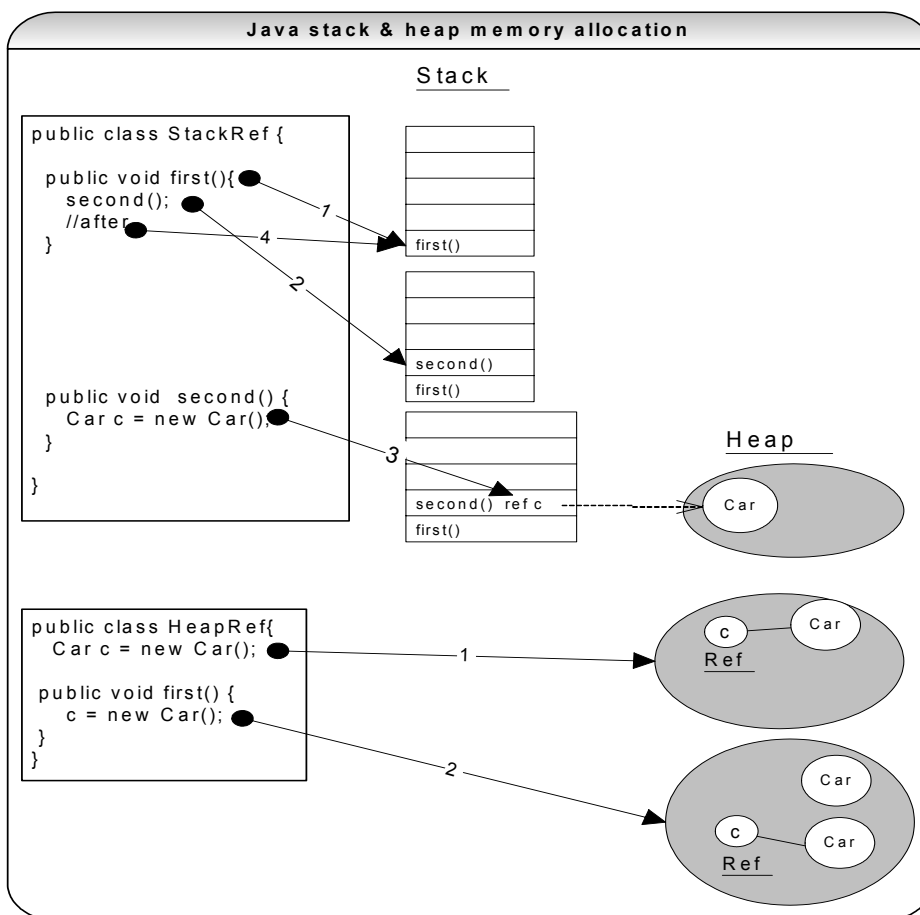 Java stack & heap memory allocation
Stack
public class StackRef {
public void first(){
second();
//after
}
public void second() {
Car c = new Car();
}
}
1
4
2
3
first()
second()
first()
second() ref c
first()
Heap
Car
public class HeapRef{
Car c = new Car();
public void first() {
c = new Car();
}
}
1
2
c
Car
Ref
Car
c
Car
Ref